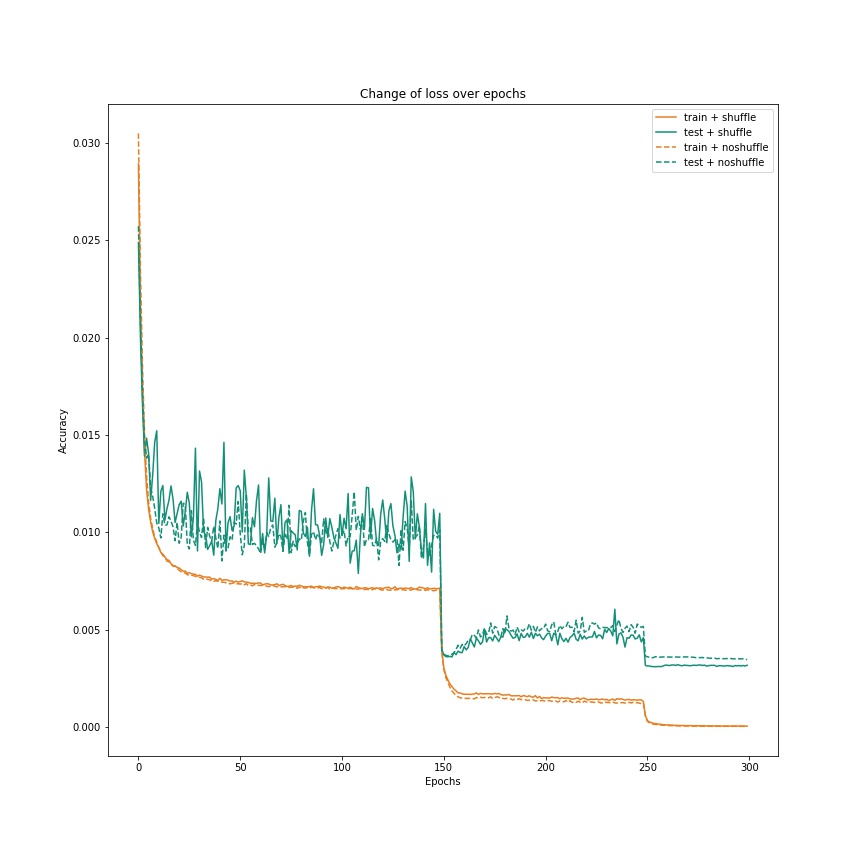 Change of loss over epochs
train + shuffle
test + shuffle
train + noshuffle
test + noshuffle
Accuracy
0.030
0.025
0.020
0.015
0.010
0.005
0.000
0 50 100 150 200 250 300
Epochs